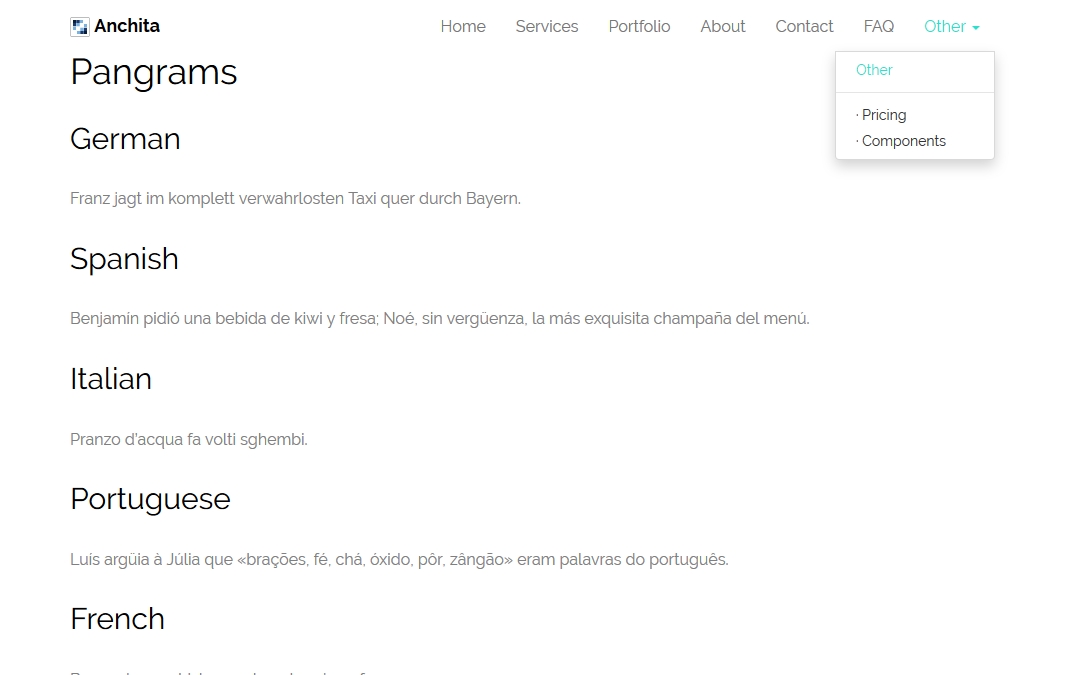 Anchita
Home Services Portfolio About Contact FAQ Other
Other
· Pricing
· Components
Pangrams
German
Franz jagt im komplett verwahrlosten Taxi quer durch Bayern.
Spanish
Benjamín pidió una bebida de kiwi y fresa; Noé, sin vergüenza, la más exquisita champaña del menú.
Italian
Pranzo d'acqua fa volti sghembi.
Portuguese
Luís argüia à Júlia que «brações, fé, chá, óxido, pôr, zângão» eram palavras do português.
French